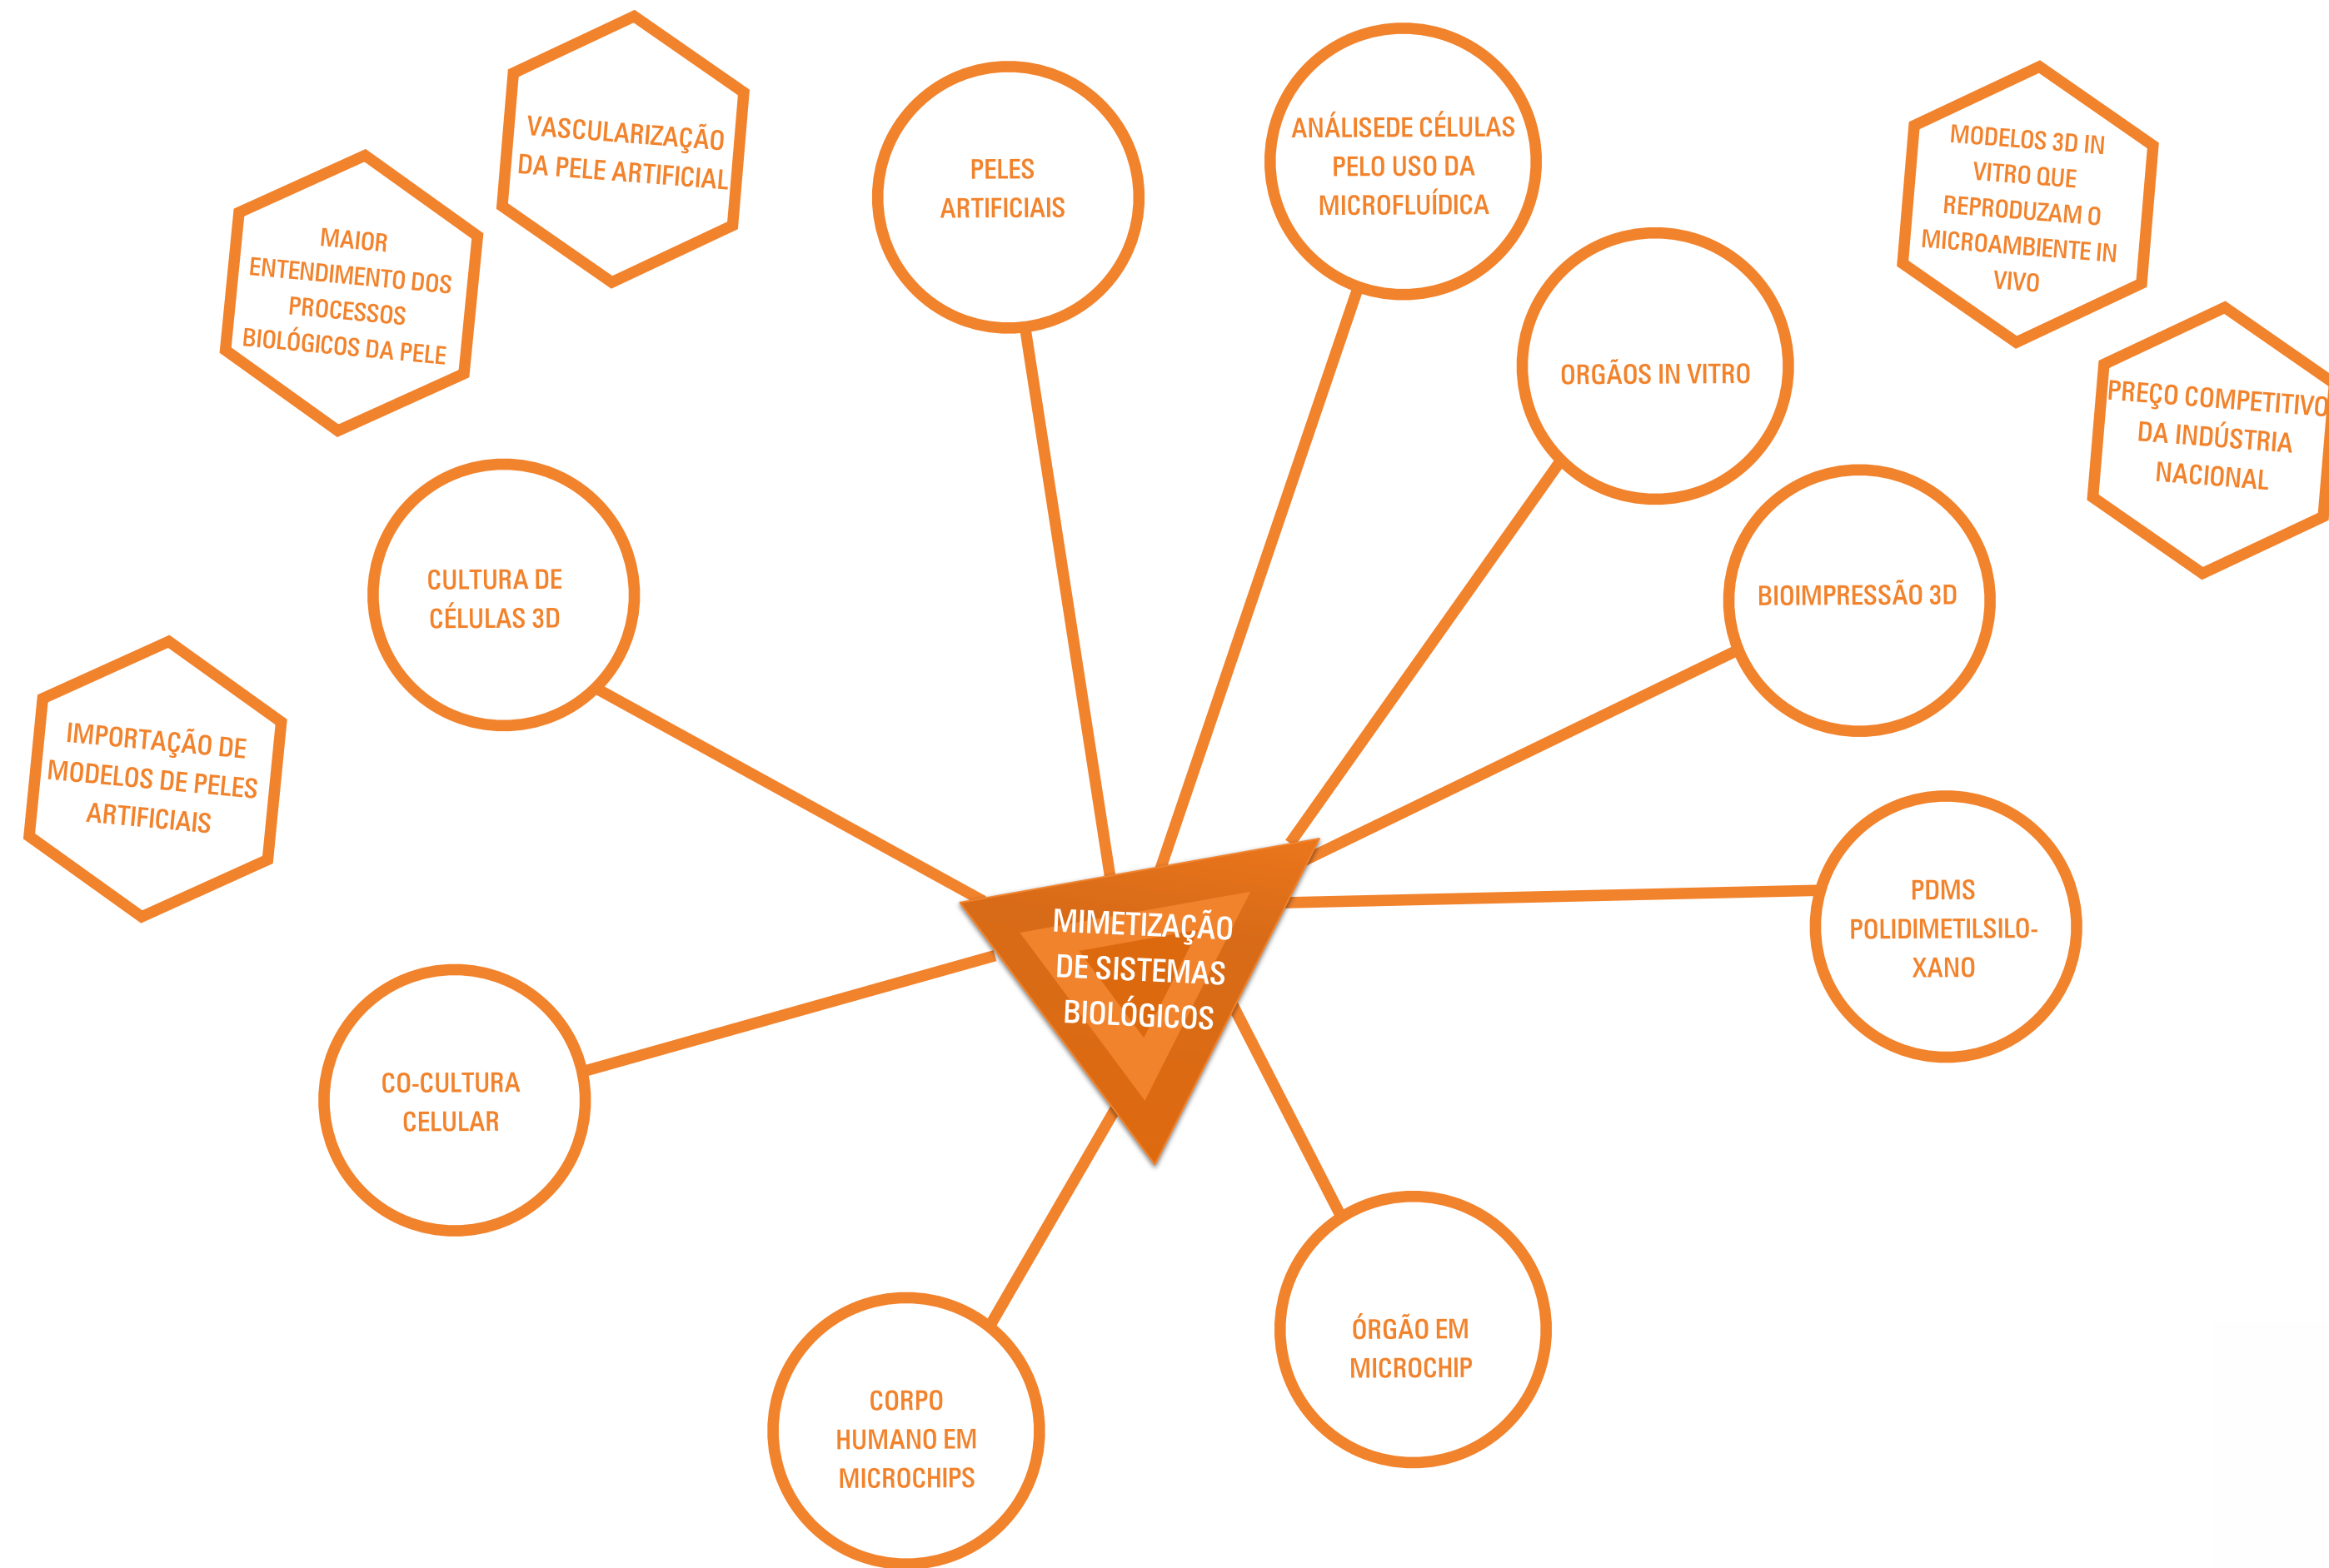 VASCULARIZAÇÃO
DA PELE ARTIFICIAL
MAIOR
ENTENDIMENTO DOS
PROCESSOS
BIOLÓGICOS DA PELE
PELES
ARTIFICIAIS
ANÁLISEDE CÉLULAS
PELO USO DA
MICROFLUÍDICA
MODELOS 3D IN
VITRO QUE
REPRODUZAM O
MICROAMBIENTE IN
VIVO
ORGÃOS IN VITRO
PREÇO COMPETITIVO
DA INDÚSTRIA
NACIONAL
CULTURA DE
CÉLULAS 3D
BIOIMPRESSÃO 3D
IMPORTAÇÃO DE
MODELOS DE PELES
ARTIFICIAIS
MIMETIZAÇÃO
DE SISTEMAS
BIOLÓGICOS
PDMS
POLIDIMETILSILO-
XANO
CO-CULTURA
CELULAR
ÓRGÃO EM
MICROCHIP
CORPO
HUMANO EM
MICROCHIPS